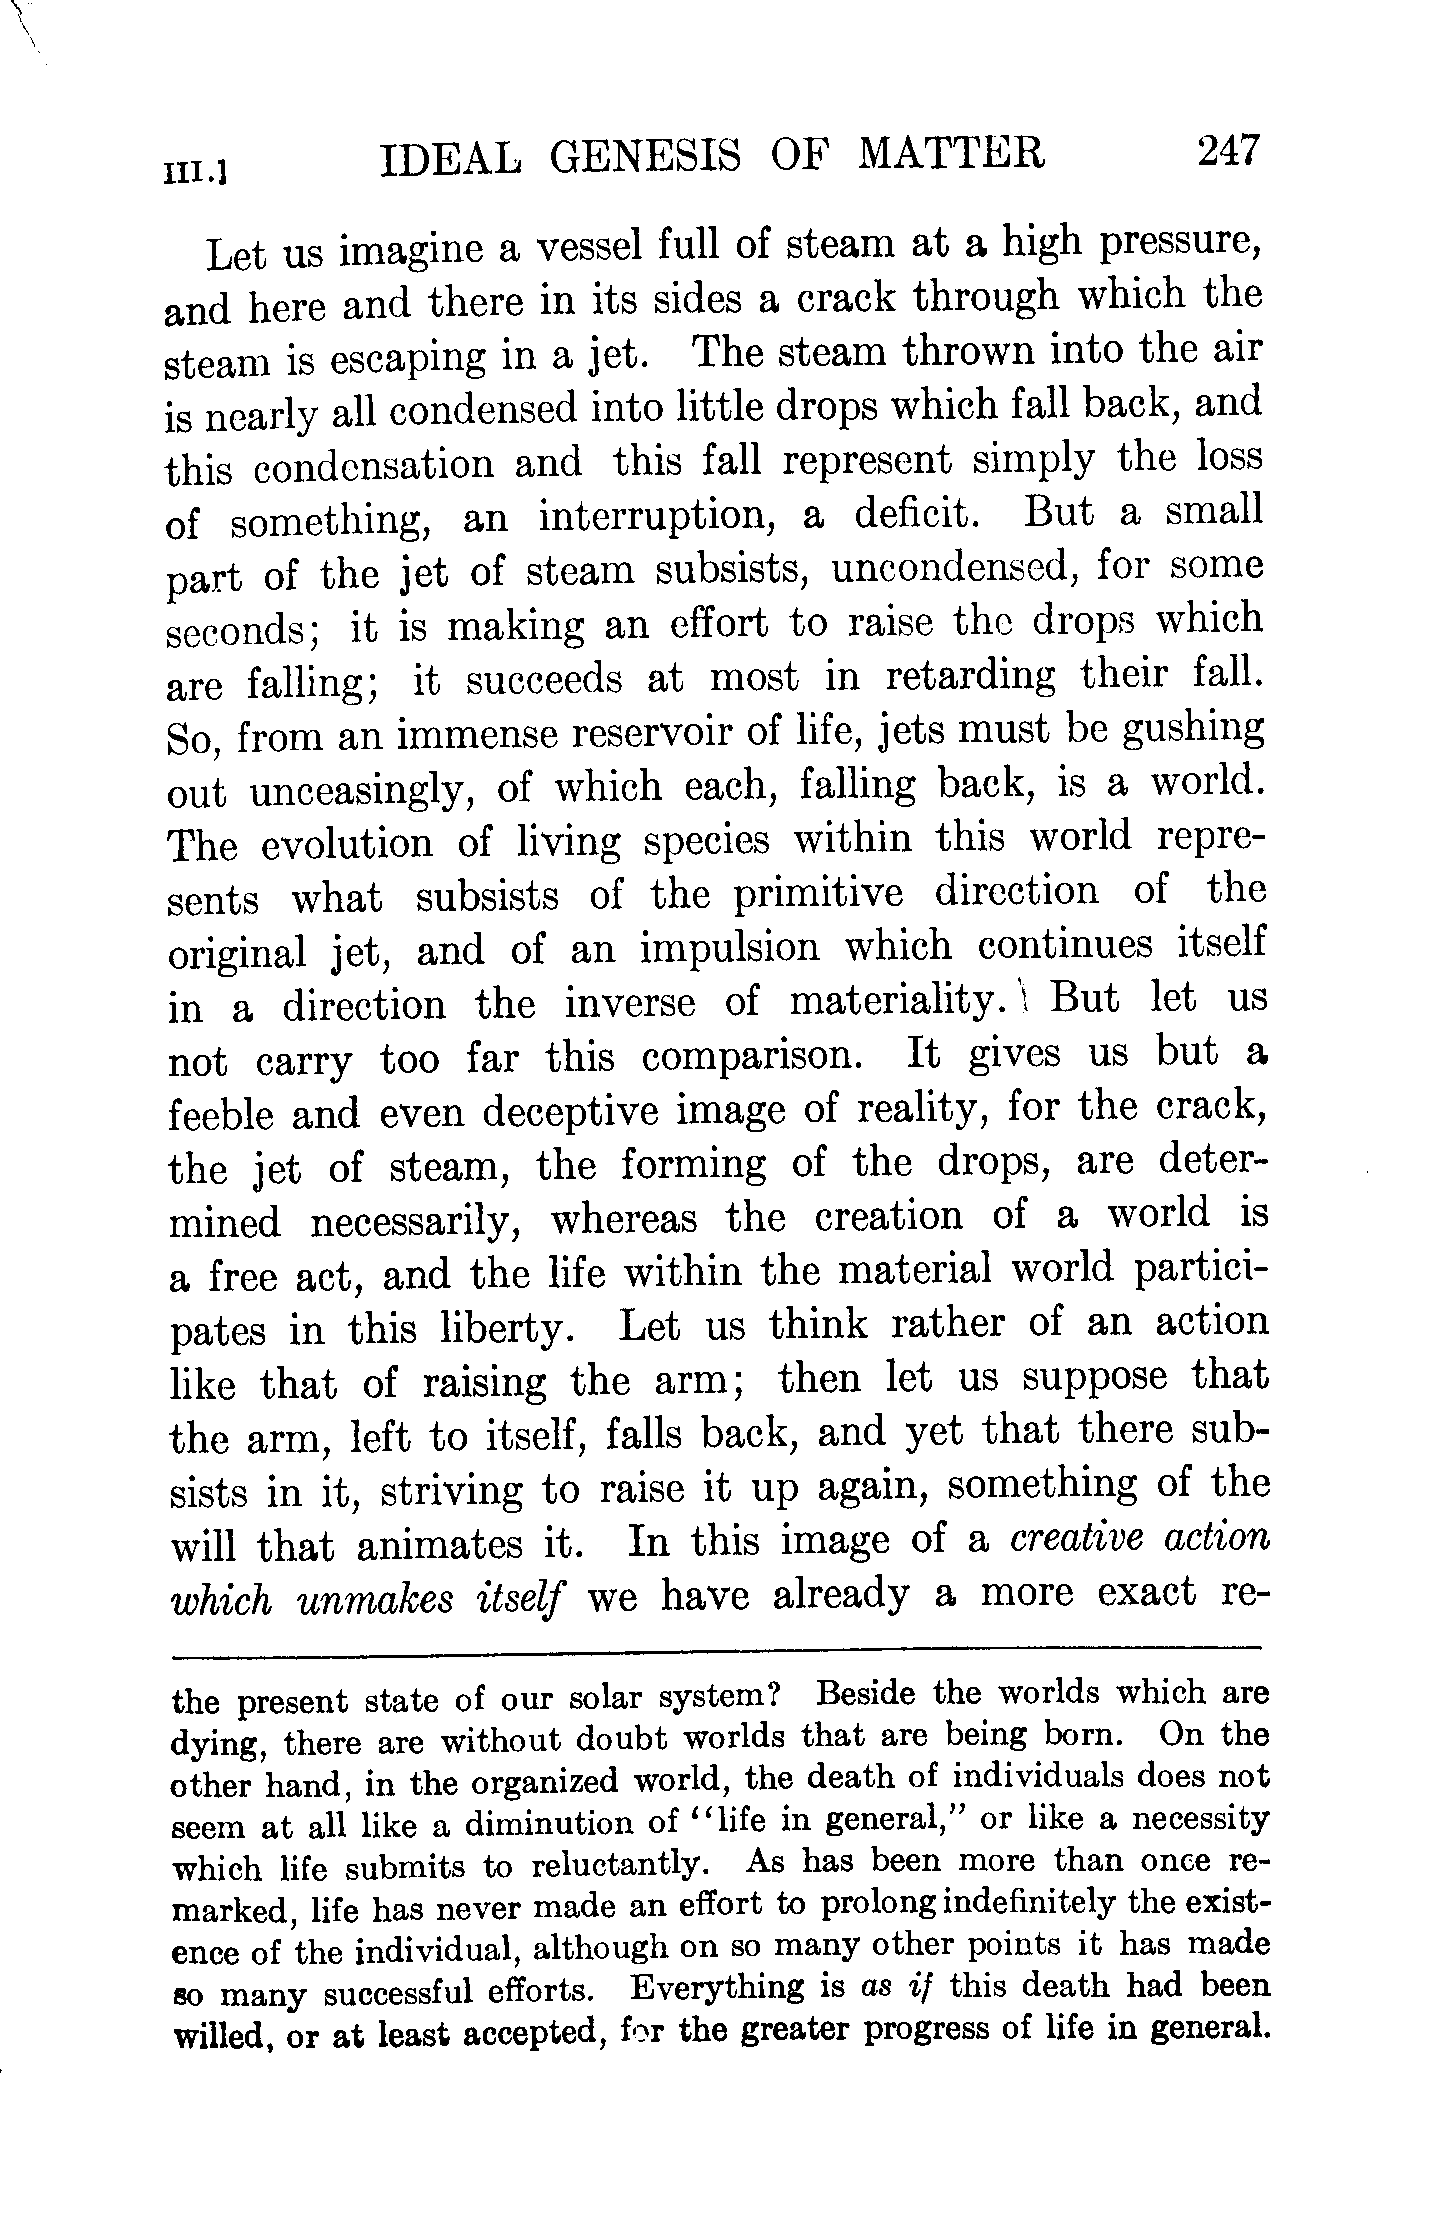 III.] IDEAL GENESIS OF MATTER 247
Let us imagine a vessel full of steam at a high pressure,
and here and there in its sides a crack through which the
steam is escaping in a jet. The steam thrown into the air
is nearly all condensed into little drops which fall back, and
this condensation and this fall represent simply the loss
of something, an interruption, a deficit. But a small
part of the jet of steam subsists, uncondensed, for some
seconds; it is making an effort to raise the drops which
are falling; it succeeds at most in retarding their fall.
So, from an immense reservoir of life, jets must be gushing
out unceasingly, of which each, falling back, is a world.
The evolution of living species within this world repre-
sents what subsists of the primitive direction of the
original jet, and of an impulsion which continues itself
in a direction the inverse of materiality. But let us
not carry too far this comparison. It gives us but a
feeble and even deceptive image of reality, for the crack,
the jet of steam, the forming of the drops, are deter-
mined necessarily, whereas the creation of a world is
a free act, and the life within the material world partici-
pates in this liberty. Let us think rather of an action
like that of raising the arm; then let us suppose that
the arm, left to itself, falls back, and yet that there sub-
sists in it, striving to raise it up again, something of the
will that animates it. In this image of a creative action
which unmakes itself we have already a more exact re-
the present state of our solar system? Beside the worlds which are
dying, there are without doubt worlds that are being born. On the
other hand, in the organized world, the death of individuals does not
seem at all like a diminution of "life in general," or like a necessity
which life submits to reluctantly. As has been more than once re-
marked, life has never made an effort to prolong indefinitely the exist-
ence of the individual, although on so many other points it has made
so many successful efforts. Everything is as if this death had been
willed, or at least accepted, for the greater progress of life in general.